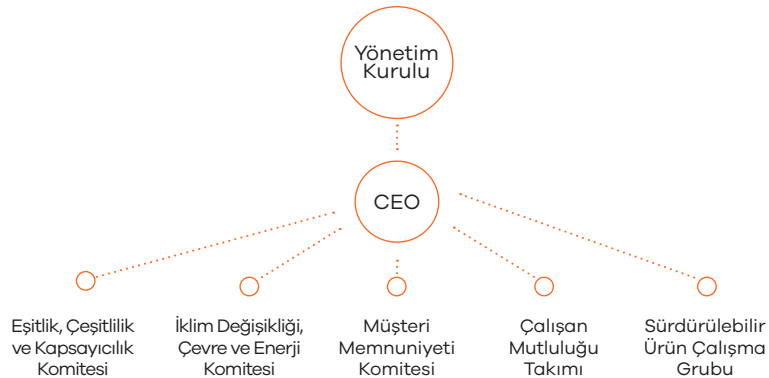 Yönetim
Kurulu
CEO
Eşitlik, Çeşitlilik
ve Kapsayıcılık
Komitesi
İklim Değişikliği,
Çevre ve Enerji
Komitesi
Müşteri
Memnuniyeti
Komitesi
Çalışan
Mutluluğu
Takımı
Sürdürülebilir
Ürün Çalışma
Grubu